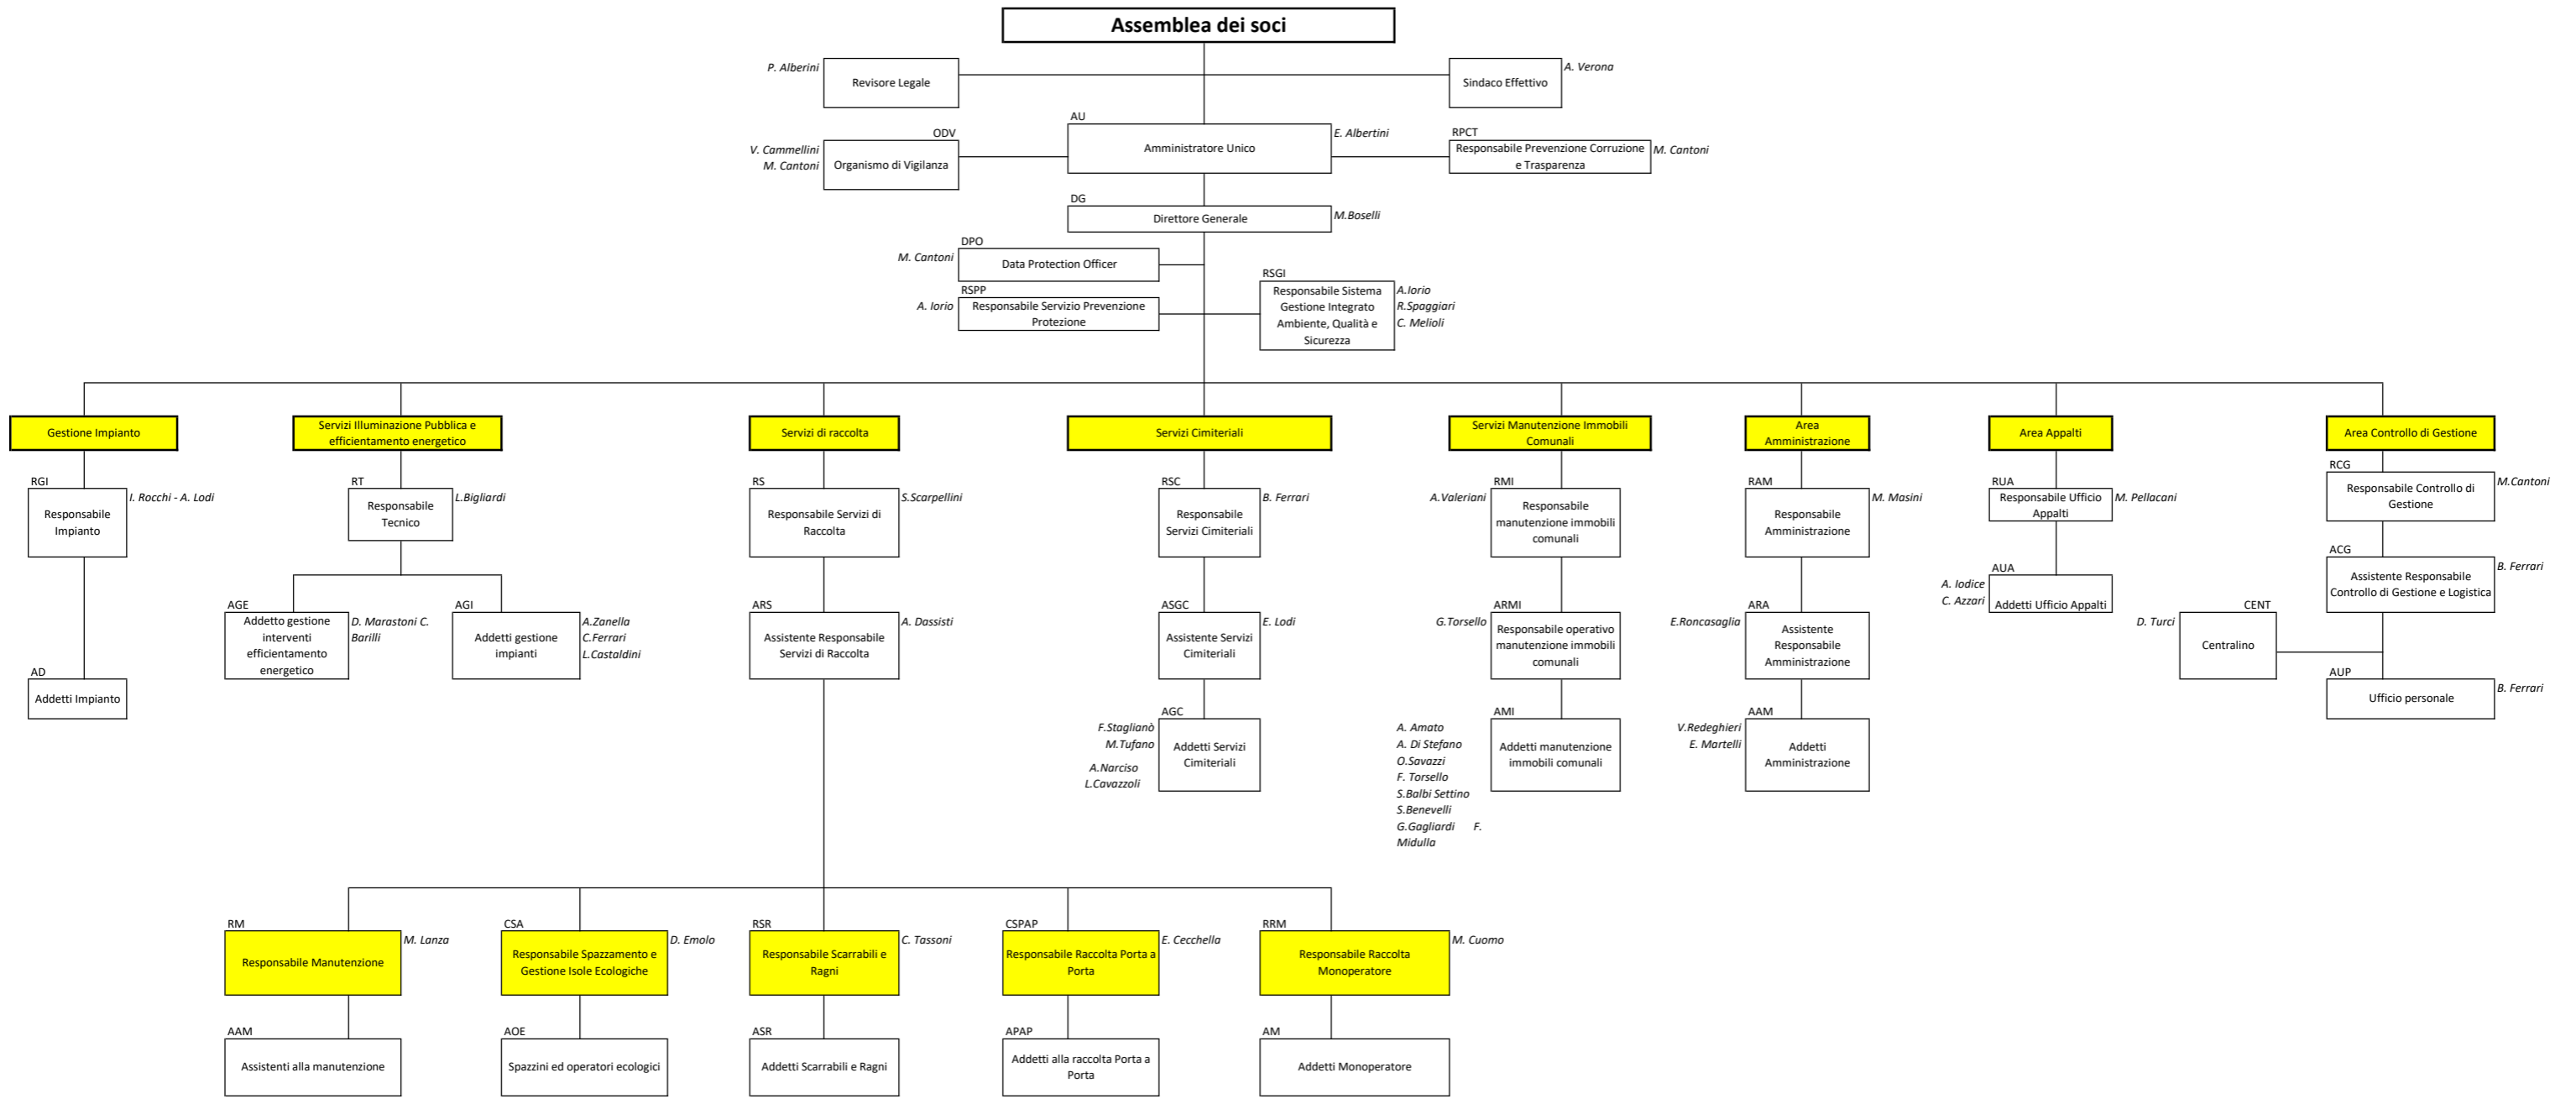 Assemblea dei soci
P. Alberini
Revisore Legale
Sindaco Effettivo
A. Verona
AU
Amministratore Unico
E. Albertini
ODV
V. Cammellini
M. Cantoni
Organismo di Vigilanza
RPCT
Responsabile Prevenzione Corruzione
e Trasparenza
M. Cantoni
DG
Direttore Generale
M.Boselli
DPO
M. Cantoni
Data Protection Officer
RSPP
A. Iorio
Responsabile Servizio Prevenzione
Protezione
RSGI
Responsabile Sistema
Gestione Integrato
Ambiente, Qualità e
Sicurezza
A.Iorio
R.Spaggiari
C. Melioli
Gestione Impianto
Servizi Illuminazione Pubblica e
efficientamento energetico
Servizi di raccolta
Servizi Cimiteriali
Servizi Manutenzione Immobili
Comunali
Area
Amministrazione
Area Appalti
Area Controllo di Gestione
RGI
Responsabile
Impianto
I. Rocchi - A. Lodi
AD
Addetti Impianto
RT
Responsabile
Tecnico
L.Bigliardi
AGE
Addetto gestione
interventi
efficientamento
energetico
D. Marastoni C.
Barilli
AGI
Addetti gestione
impianti
A.Zanella
C.Ferrari
L.Castaldini
RS
Responsabile Servizi di
Raccolta
S.Scarpellini
ARS
Assistente Responsabile
Servizi di Raccolta
A. Dassisti
RSC
Responsabile
Servizi Cimiteriali
B. Ferrari
ASGC
Assistente Servizi
Cimiteriali
E. Lodi
AGC
F.Staglianò
M.Tufano
A.Narciso
L.Cavazzoli
Addetti Servizi
Cimiteriali
RMI
A.Valeriani
Responsabile
manutenzione immobili
comunali
ARMI
G.Torsello
Responsabile operativo
manutenzione immobili
comunali
AMI
A. Amato
A. Di Stefano
O.Savazzi
F. Torsello
S.Balbi Settino
S.Benevelli
G.Gagliardi F.
Midulla
Addetti manutenzione
immobili comunali
RAM
Responsabile
Amministrazione
M. Masini
ARA
E.Roncasaglia
Assistente
Responsabile
Amministrazione
AAM
V.Redeghieri
E. Martelli
Addetti
Amministrazione
RUA
Responsabile Ufficio
Appalti
M. Pellacani
AUA
A. Iodice
C. Azzari
Addetti Ufficio Appalti
RCG
Responsabile Controllo di
Gestione
M.Cantoni
ACG
Assistente Responsabile
Controllo di Gestione e Logistica
B. Ferrari
CENT
D. Turci
Centralino
AUP
Ufficio personale
B. Ferrari
RM
Responsabile Manutenzione
M. Lanza
CSA
Responsabile Spazzamento e
Gestione Isole Ecologiche
D. Emolo
RSR
Responsabile Scarrabili e
Ragni
C. Tassoni
CSPAP
Responsabile Raccolta Porta a
Porta
E. Cecchella
RRM
Responsabile Raccolta
Monoperatore
M. Cuomo
AAM
Assistenti alla manutenzione
AOE
Spazzini ed operatori ecologici
ASR
Addetti Scarrabili e Ragni
APAP
Addetti alla raccolta Porta a
Porta
AM
Addetti Monoperatore